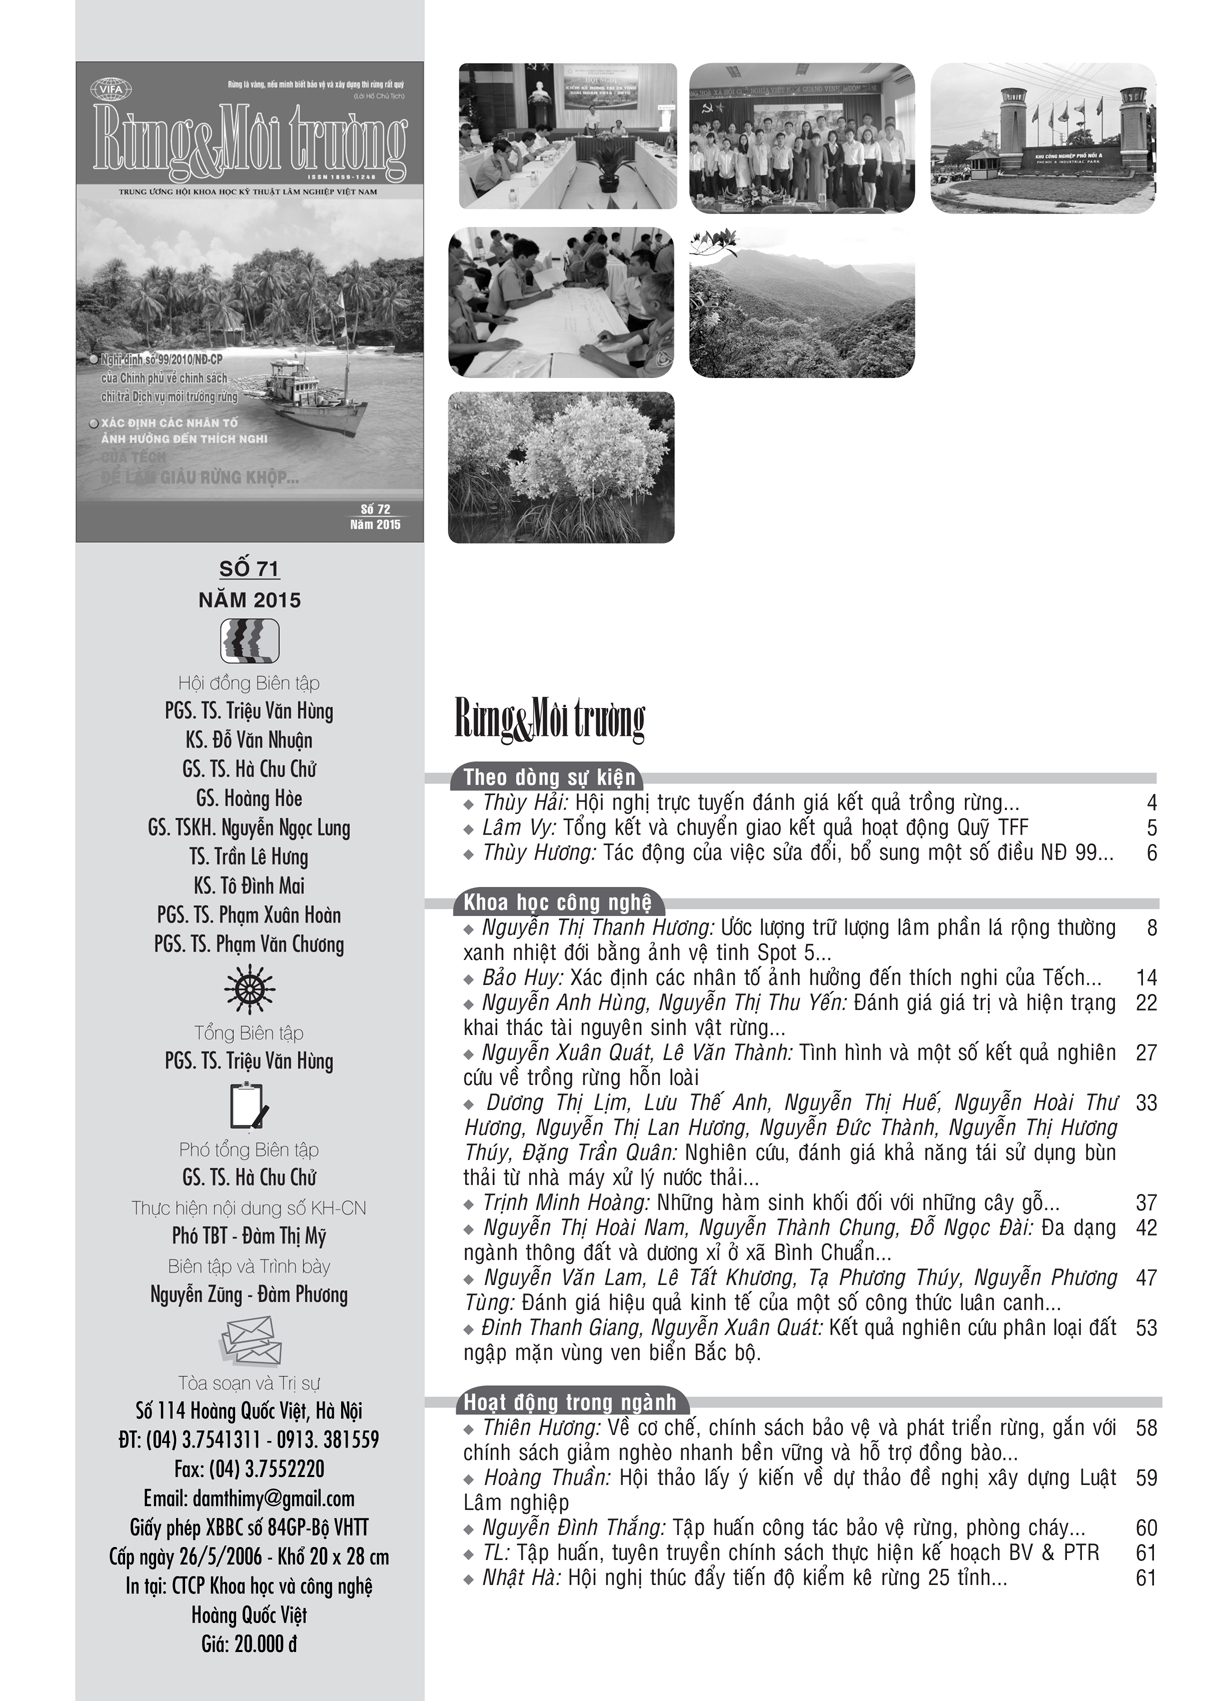 VIFA
Rừng là vàng, nếu mình biết bảo vệ và xây dựng thì rừng rất quý
(Lời Hồ Chủ Tịch)
Rừng&Môi trường
ISSN 1859-1248
TRUNG ƯƠNG HỘI KHOA HỌC KỸ THUẬT LÂM NGHIỆP VIỆT NAM
Nghị định số 99/2010/NĐ-CP
của Chính phủ về chính sách
chi trả Dịch vụ môi trường rừng
XÁC ĐỊNH CÁC NHÂN TỐ
ẢNH HƯỞNG ĐẾN THÍCH NGHI
CỦA TẾCH
ĐỂ LÀM GIÀU RỪNG KHỘP...
Số 72
Năm 2015
SỐ 71
NĂM 2015
Hội đồng Biên tập
PGS. TS. Triệu Văn Hùng
KS. Đỗ Văn Nhuận
GS. TS. Hà Chu Chử
GS. Hoàng Hòe
GS. TSKH. Nguyễn Ngọc Lung
TS. Trần Lê Hưng
KS. Tô Đình Mai
PGS. TS. Phạm Xuân Hoàn
PGS. TS. Phạm Văn Chương
Tổng Biên tập
PGS. TS. Triệu Văn Hùng
Phó tổng Biên tập
GS. TS. Hà Chu Chử
Thực hiện nội dung số KH-CN
Phó TBT - Đàm Thị Mỹ
Biên tập và Trình bày
Nguyễn Zũng - Đàm Phương
Tòa soạn và Trị sự
Số 114 Hoàng Quốc Việt, Hà Nội
ĐT: (04) 3.7541311 - 0913. 381559
Fax: (04) 3.7552220
Email: damthimy@gmail.com
Giấy phép XBBC số 84GP-Bộ VHTT
Cấp ngày 26/5/2006 - Khổ 20 x 28 cm
In tại: CTCP Khoa học và công nghệ
Hoàng Quốc Việt
Giá: 20.000 đ
KHU CÔNG NGHIỆP PHỐ NỐI A
PHO NOI A INDUSTRIAL PARK
Rừng&Môi trường
Theo dòng sự kiện
◆ Thùy Hải: Hội nghị trực tuyến đánh giá kết quả trồng rừng... 4
◆ Lâm Vy: Tổng kết và chuyển giao kết quả hoạt động Quỹ TFF 5
◆ Thùy Hương: Tác động của việc sửa đổi, bổ sung một số điều NĐ 99... 6
Khoa học công nghệ
◆ Nguyễn Thị Thanh Hương: Ước lượng trữ lượng lâm phần lá rộng thường 8
xanh nhiệt đới bằng ảnh vệ tinh Spot 5...
◆ Bảo Huy: Xác định các nhân tố ảnh hưởng đến thích nghi của Tếch... 14
◆ Nguyễn Anh Hùng, Nguyễn Thị Thu Yến: Đánh giá giá trị và hiện trạng 22
khai thác tài nguyên sinh vật rừng...
◆ Nguyễn Xuân Quát, Lê Văn Thành: Tình hình và một số kết quả nghiên 27
cứu về trồng rừng hỗn loài
◆ Dương Thị Lịm, Lưu Thế Anh, Nguyễn Thị Huế, Nguyễn Hoài Thư 33
Hương, Nguyễn Thị Lan Hương, Nguyễn Đức Thành, Nguyễn Thị Hương
Thúy, Đặng Trần Quân: Nghiên cứu, đánh giá khả năng tái sử dụng bùn
thải từ nhà máy xử lý nước thải...
◆ Trịnh Minh Hoàng: Những hàm sinh khối đối với những cây gỗ... 37
◆ Nguyễn Thị Hoài Nam, Nguyễn Thành Chung, Đỗ Ngọc Đài: Đa dạng 42
ngành thông đất và dương xỉ ở xã Bình Chuẩn...
◆ Nguyễn Văn Lam, Lê Tất Khương, Tạ Phương Thúy, Nguyễn Phương 47
Tùng: Đánh giá hiệu quả kinh tế của một số công thức luân canh...
◆ Đinh Thanh Giang, Nguyễn Xuân Quát: Kết quả nghiên cứu phân loại đất 53
ngập mặn vùng ven biển Bắc bộ.
Hoạt động trong ngành
◆ Thiên Hương: Về cơ chế, chính sách bảo vệ và phát triển rừng, gắn với 58
chính sách giảm nghèo nhanh bền vững và hỗ trợ đồng bào...
◆ Hoàng Thuần: Hội thảo lấy ý kiến về dự thảo đề nghị xây dựng Luật 59
Lâm nghiệp
◆ Nguyễn Đình Thắng: Tập huấn công tác bảo vệ rừng, phòng cháy... 60
◆ TL: Tập huấn, tuyên truyền chính sách thực hiện kế hoạch BV & PTR 61
◆ Nhật Hà: Hội nghị thúc đẩy tiến độ kiểm kê rừng 25 tỉnh... 61